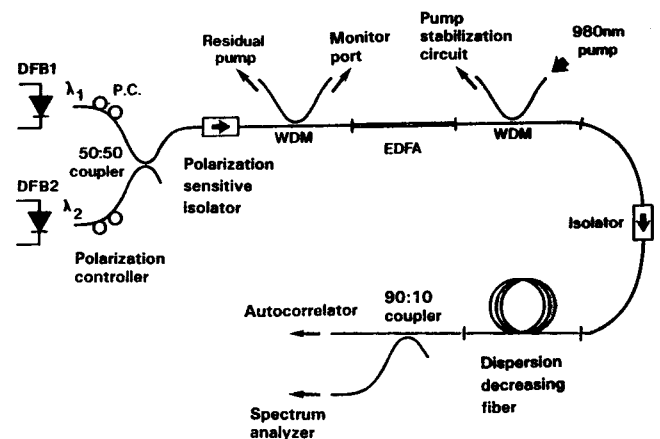 DFB1
λ1
P.C.
50:50
coupler
DFB2
λ2
Polarization
controller
Polarization
sensitive
isolator
Residual
pump
Monitor
port
WDM
EDFA
Pump
stabilization
circuit
980nm
pump
WDM
Isolator
Dispersion
decreasing
fiber
90:10
coupler
Autocorrelator
Spectrum
analyzer